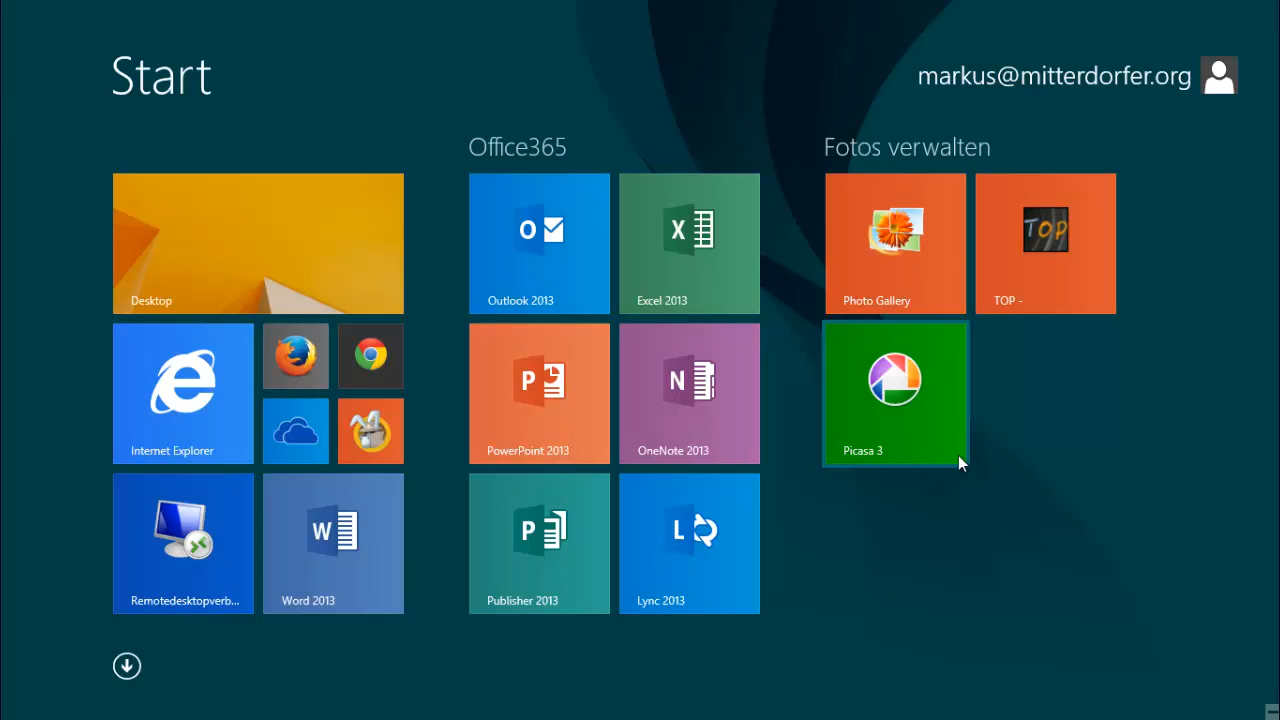 Start
markus@mitterdorfer.org
Office365
Fotos verwalten
Desktop
Outlook 2013
Excel 2013
Photo Gallery
TOP
TOP -
Internet Explorer
PowerPoint 2013
OneNote 2013
Picasa 3
Remotedesktopverb...
Word 2013
Publisher 2013
Lync 2013